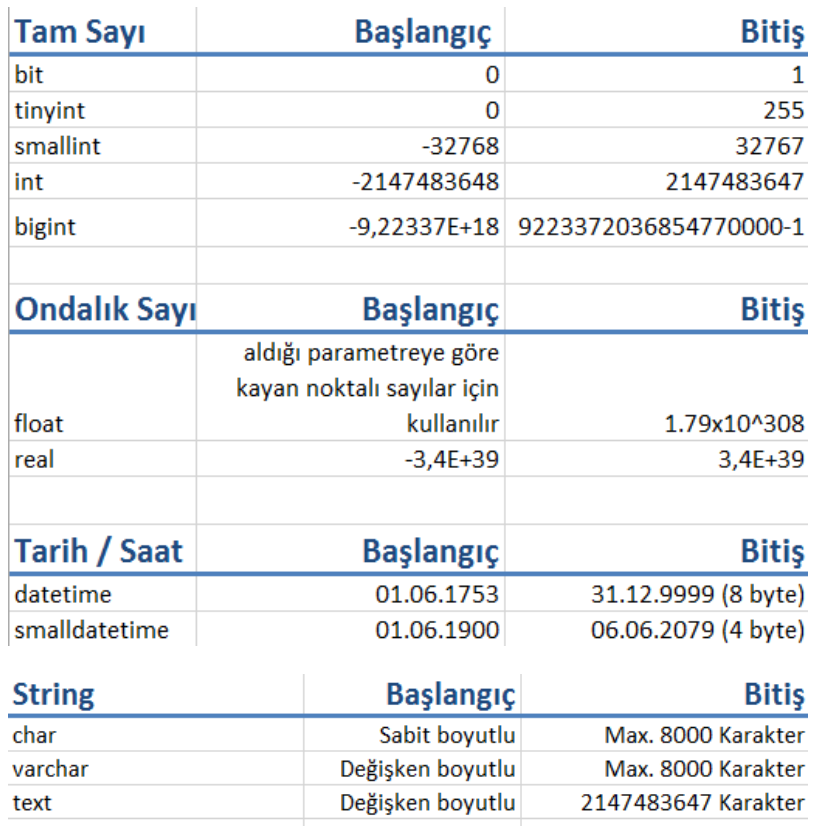 Tam Sayı Başlangıç Bitiş
bit 0 1
tinyint 0 255
smallint -32768 32767
int -2147483648 2147483647
bigint -9,22337E+18 9223372036854770000-1
Ondalık Sayı Başlangıç Bitiş
aldığı parametreye göre
kayan noktalı sayılar için
float kullanılır 1.79x10^308
real -3,4E+39 3,4E+39
Tarih / Saat Başlangıç Bitiş
datetime 01.06.1753 31.12.9999 (8 byte)
smalldatetime 01.06.1900 06.06.2079 (4 byte)
String Başlangıç Bitiş
char Sabit boyutlu Max. 8000 Karakter
varchar Değişken boyutlu Max. 8000 Karakter
text Değişken boyutlu 2147483647 Karakter